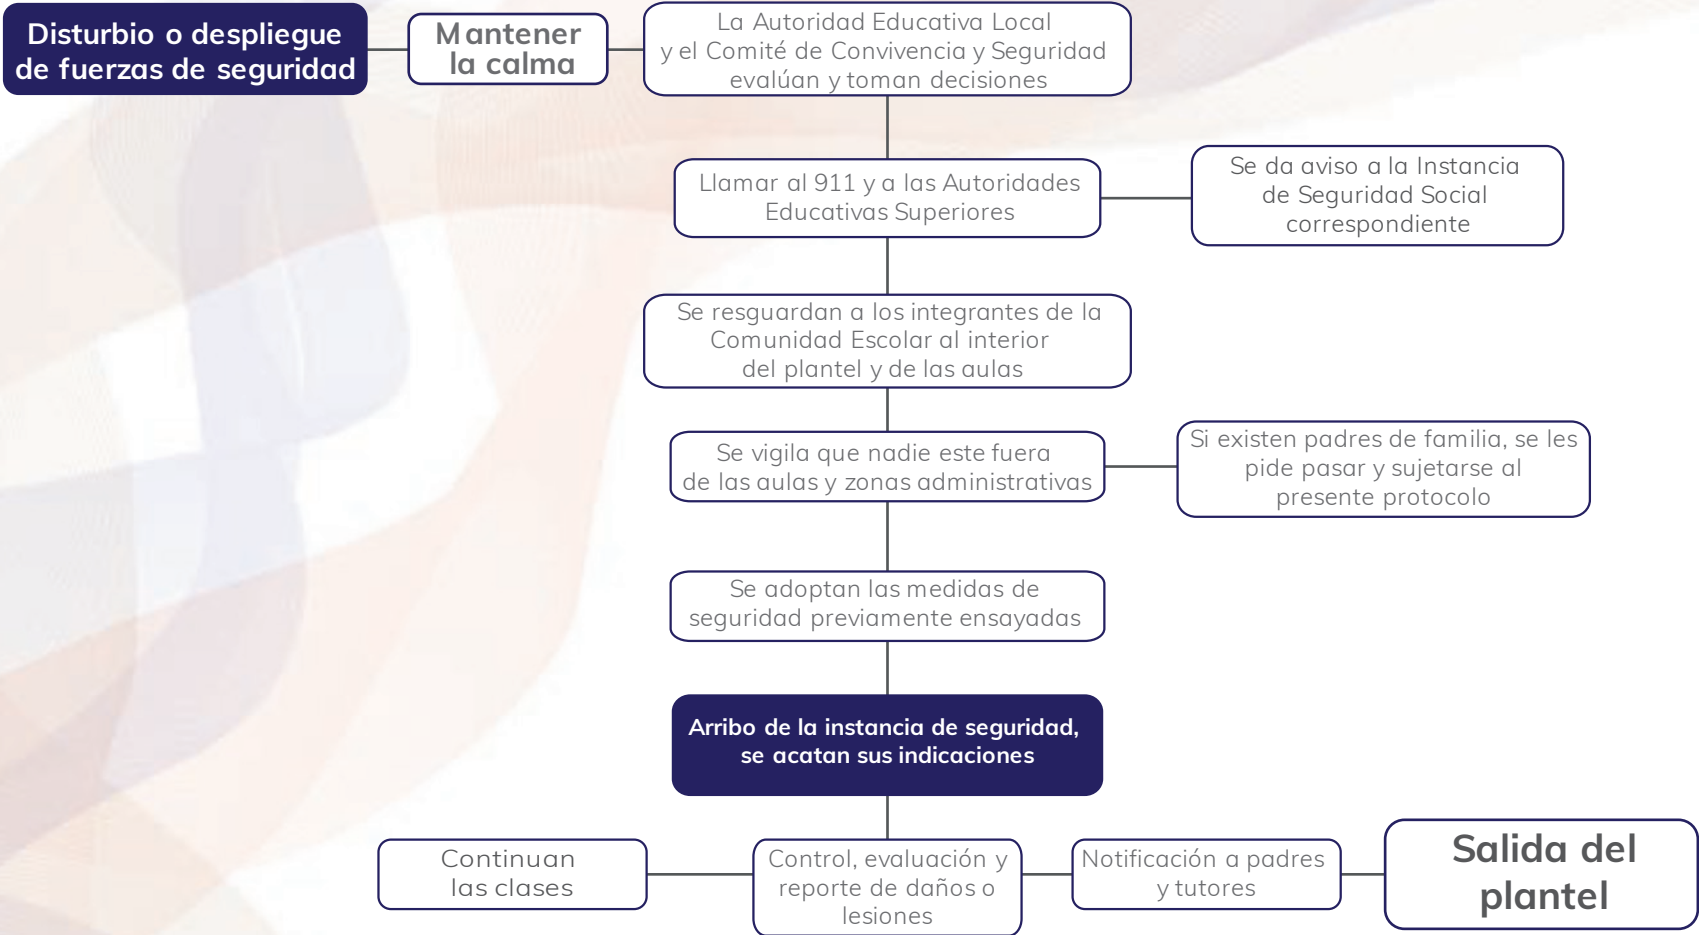 Disturbio o despliegue
de fuerzas de seguridad
Mantener
la calma
La Autoridad Educativa Local
y el Comité de Convivencia y Seguridad
evalúan y toman decisiones
Llamar al 911 y a las Autoridades
Educativas Superiores
Se da aviso a la Instancia
de Seguridad Social
correspondiente
Se resguardan a los integrantes de la
Comunidad Escolar al interior
del plantel y de las aulas
Se vigila que nadie este fuera
de las aulas y zonas administrativas
Si existen padres de familia, se les
pide pasar y sujetarse al
presente protocolo
Se adoptan las medidas de
seguridad previamente ensayadas
Arribo de la instancia de seguridad,
se acatan sus indicaciones
Continuan
las clases
Control, evaluación y
reporte de daños o
lesiones
Notificación a padres
y tutores
Salida del
plantel